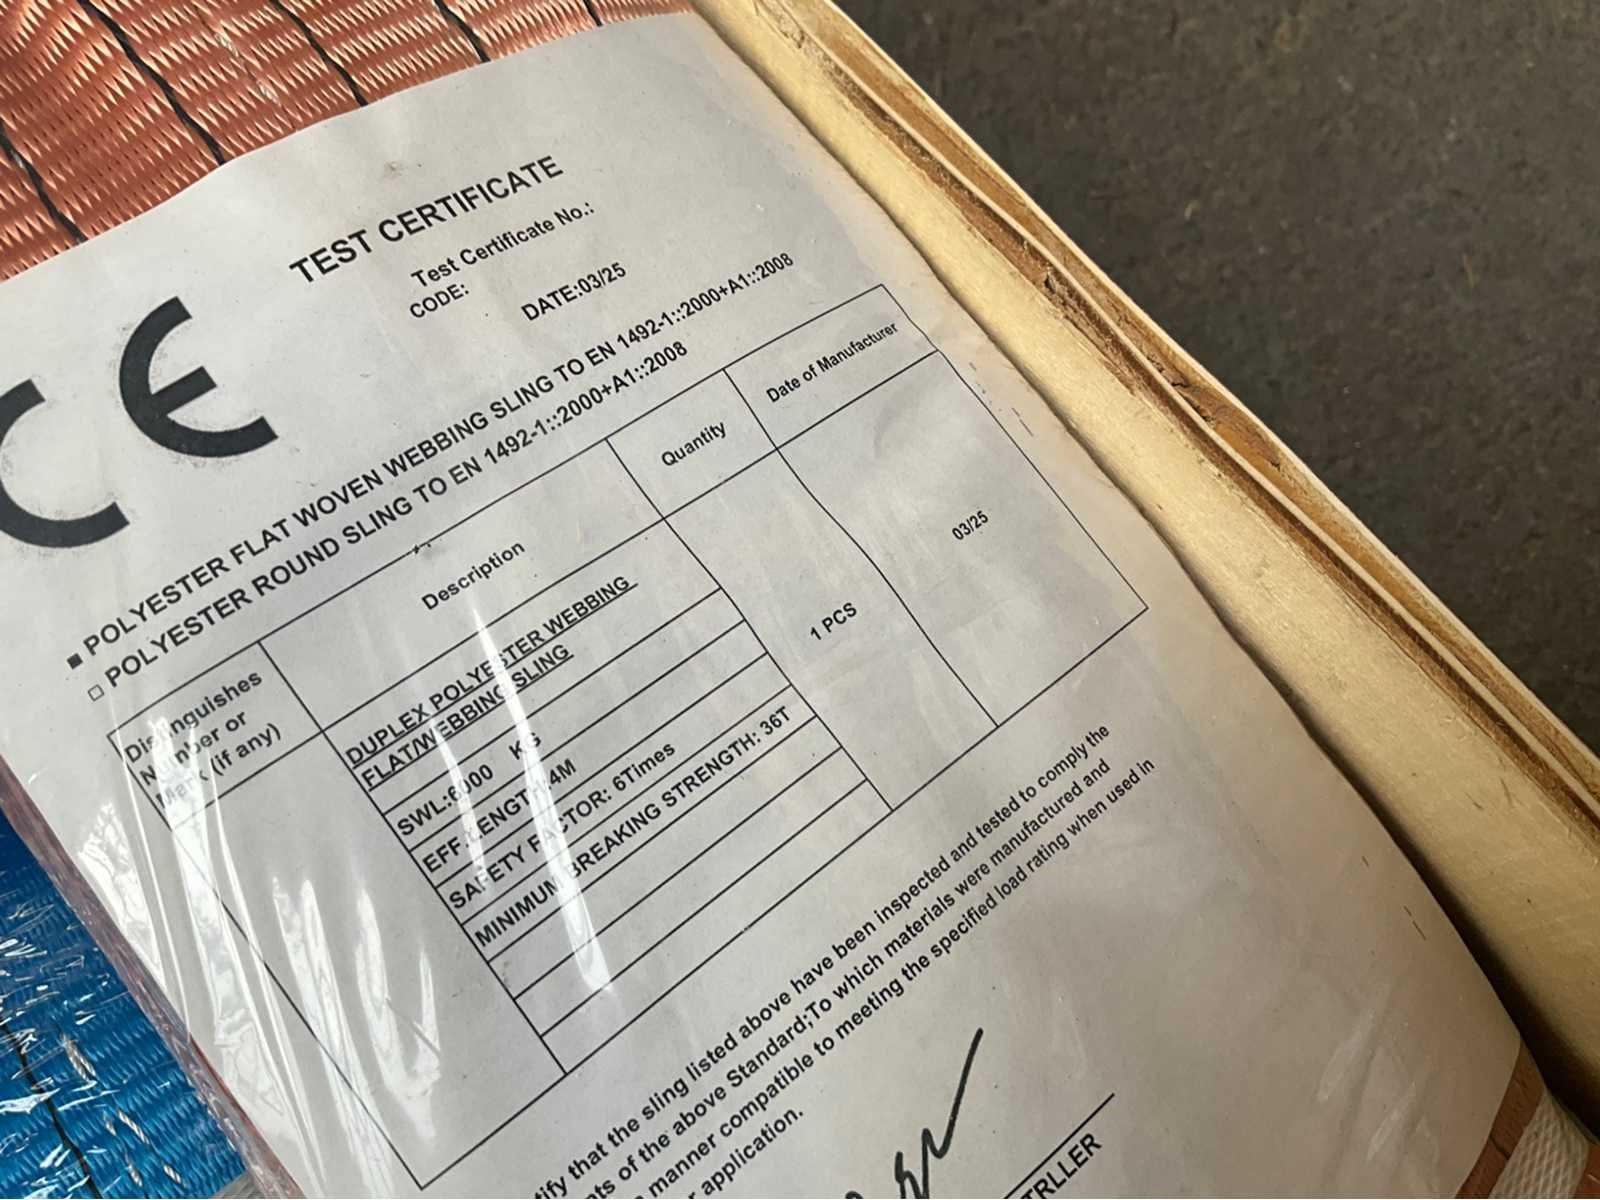 CE
TEST CERTIFICATE
Test Certificate No.:
CODE:
DATE:03/25
■ POLYESTER FLAT WOVEN WEBBING SLING TO EN 1492-1::2000+A1::2008
□ POLYESTER ROUND SLING TO EN 1492-1::2000+A1::2008
Distinguishes
Number or
Mark (if any)
Description
Quantity
Date of Manufacturer
DUPLEX POLYESTER WEBBING
FLAT/WEBBING SLING
SWL:6000 KG
EFF.LENGTH:4M
SAFETY FACTOR: 6Times
MINIMUM BREAKING STRENGTH: 36T
1 PCS
03/25
that the sling listed above have been inspected and tested to comply the
of the above Standard;To which materials were manufactured and
manner compatible to meeting the specified load rating when used in
application.